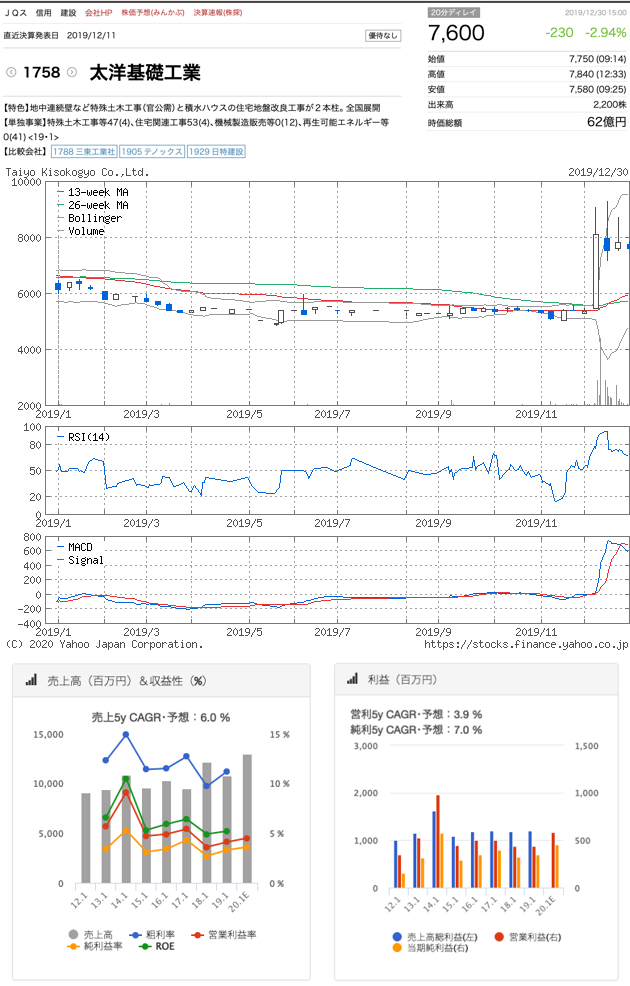 ＪＱス 信用 建設 会社HP 株価予想(みんかぶ) 決算速報(株探)
直近決算発表日 2019/12/11
優待なし
1758 太洋基礎工業
20分ディレイ
2019/12/30 15:00
7,600 -230 -2.94%
始値 7,750 (09:14)
高値 7,840 (12:33)
安値 7,580 (09:25)
出来高 2,200株
時価総額 62億円
【特色】地中連続壁など特殊土木工事（官公需）と積水ハウスの住宅地盤改良工事が２本柱。全国展開
【単独事業】特殊土木工事等47(4)、住宅関連工事53(4)、機械製造販売等0(12)、再生可能エネルギー等
0(41) <19・1>
【比較会社】 1788 三東工業社 1905 テノックス 1929 日特建設
Taiyo Kisokogyo Co.,Ltd. 2019/12/30
10000
8000
6000
4000
2000
13-week MA
26-week MA
Bollinger
Volume
2019/1 2019/3 2019/5 2019/7 2019/9 2019/11
100
80
50
20
0
RSI(14)
2019/1 2019/3 2019/5 2019/7 2019/9 2019/11
800
600
400
200
0
-200
-400
MACD
Signal
2019/1 2019/3 2019/5 2019/7 2019/9 2019/11
(C) 2020 Yahoo Japan Corporation. https://stocks.finance.yahoo.co.jp
売上高（百万円）＆収益性（%）
売上5y CAGR・予想： 6.0 %
15,000
10,000
5,000
0
15 %
10 %
5 %
0 %
12.1 13.1 14.1 15.1 16.1 17.1 18.1 19.1 20.1E
売上高 粗利率 営業利益率
純利益率 ROE
利益（百万円）
営利5y CAGR・予想： 3.9 %
純利5y CAGR・予想： 7.0 %
3,000
2,000
1,000
0
1,500
1,000
500
0
12.1 13.1 14.1 15.1 16.1 17.1 18.1 19.1 20.1E
売上高総利益(左) 営業利益(右)
当期純利益(右)